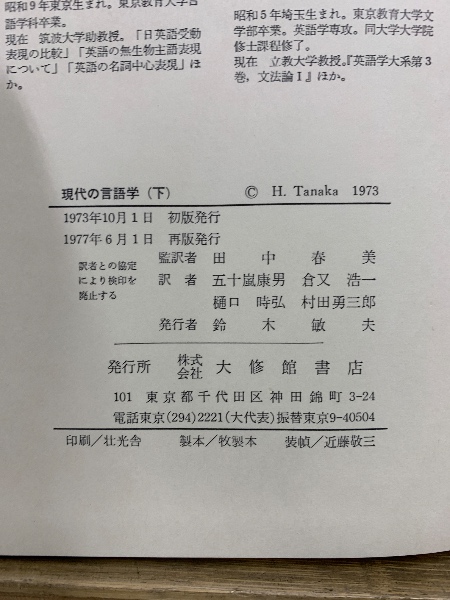 昭和9年東京生まれ。東京教育大学言
語学科卒業。
現在 筑波大学助教授。「日英語受動
表現の比較」「英語の無生物主語表現
について」「英語の名詞中心表現」ほ
か。
昭和5年埼玉生まれ。東京教育大学文
学部卒業。英語学専攻。同大学大学院
修士課程修了。
現在 立教大学教授。『英語学大系第3
巻,文法論Ⅰ』ほか。
現代の言語学(下) © H. Tanaka 1973
1973年10月1日 初版発行
1977年6月1日 再版発行
訳者との協定
により検印を
廃止する
監訳者 田中春美
訳者 五十嵐康男 倉又浩一
樋口時弘 村田勇三郎
発行者 鈴木敏夫
発行所 株式会社 大修館書店
101 東京都千代田区神田錦町3-24
電話東京(294)2221(大代表)振替東京9-40504
印刷/壮光舎 製本/牧製本 装幀/近藤敬三